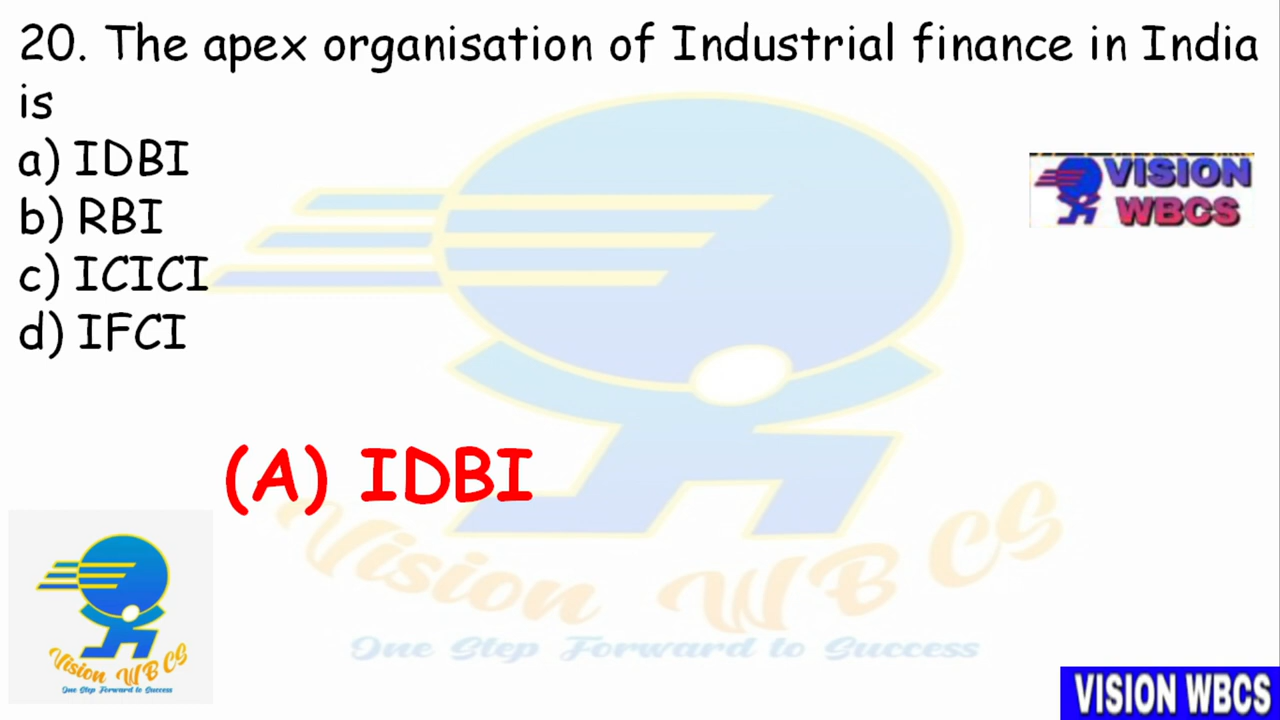 20. The apex organisation of Industrial finance in India
is
a) IDBI
b) RBI
c) ICICI
d) IFCI
VISION
WBCS
(A) IDBI
Vision WBCS
One Step Forward to Success
Vision WBCS
One Step Forward to Success
VISION WBCS